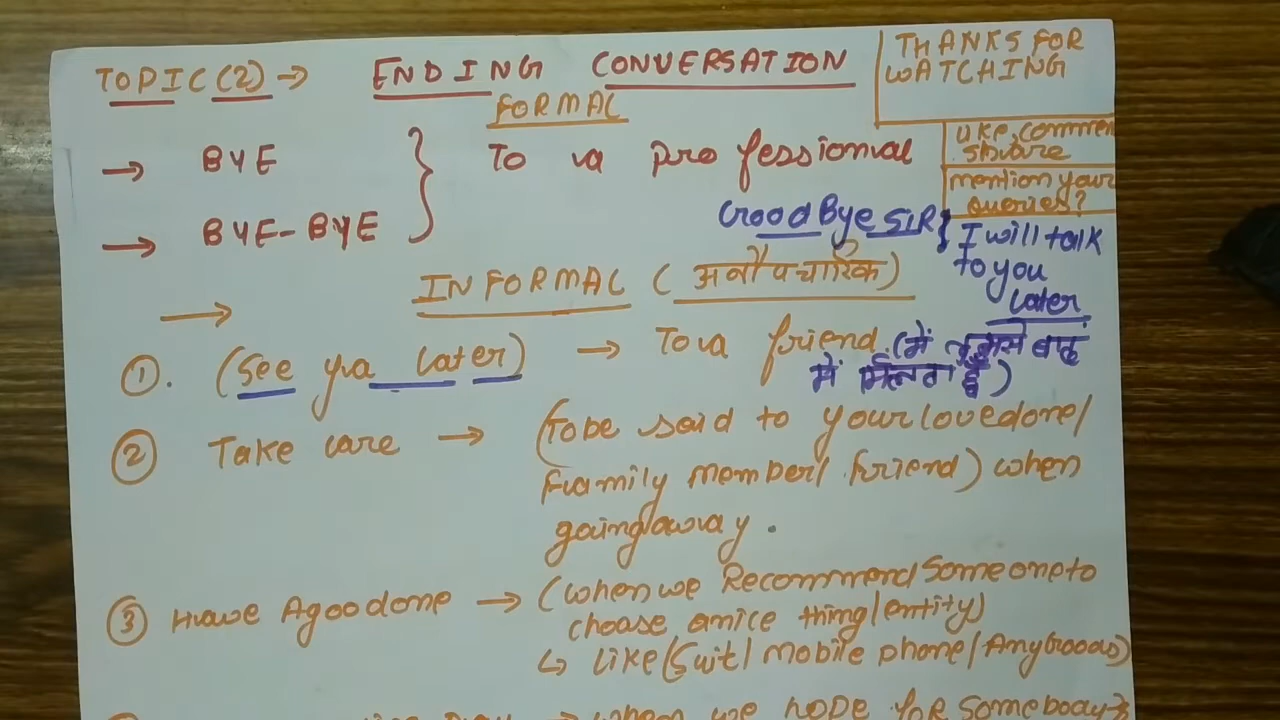 TOPIC(2) → ENDING CONVERSATION
THANKS FOR
WATCHING
FORMAL
→ BYE
→ BYE-BYE
To a professional
Like, commen
share
mention your
queries?
Good Bye SIR
I will talk
to you
later
INFORMAL (अनौपचारिक)
①. (See ya Later) → To a friend (में तुमसे बाद
में मिलता हूँ)
② Take care → (To be said to your loved one/
Family member/ friend) when
going away.
③ Have A good one → (when we Recommend Someone to
choose a nice thing/entity)
↳ Like (Suit/ mobile phone/ Any Goods)
→ when we hope for somebody's